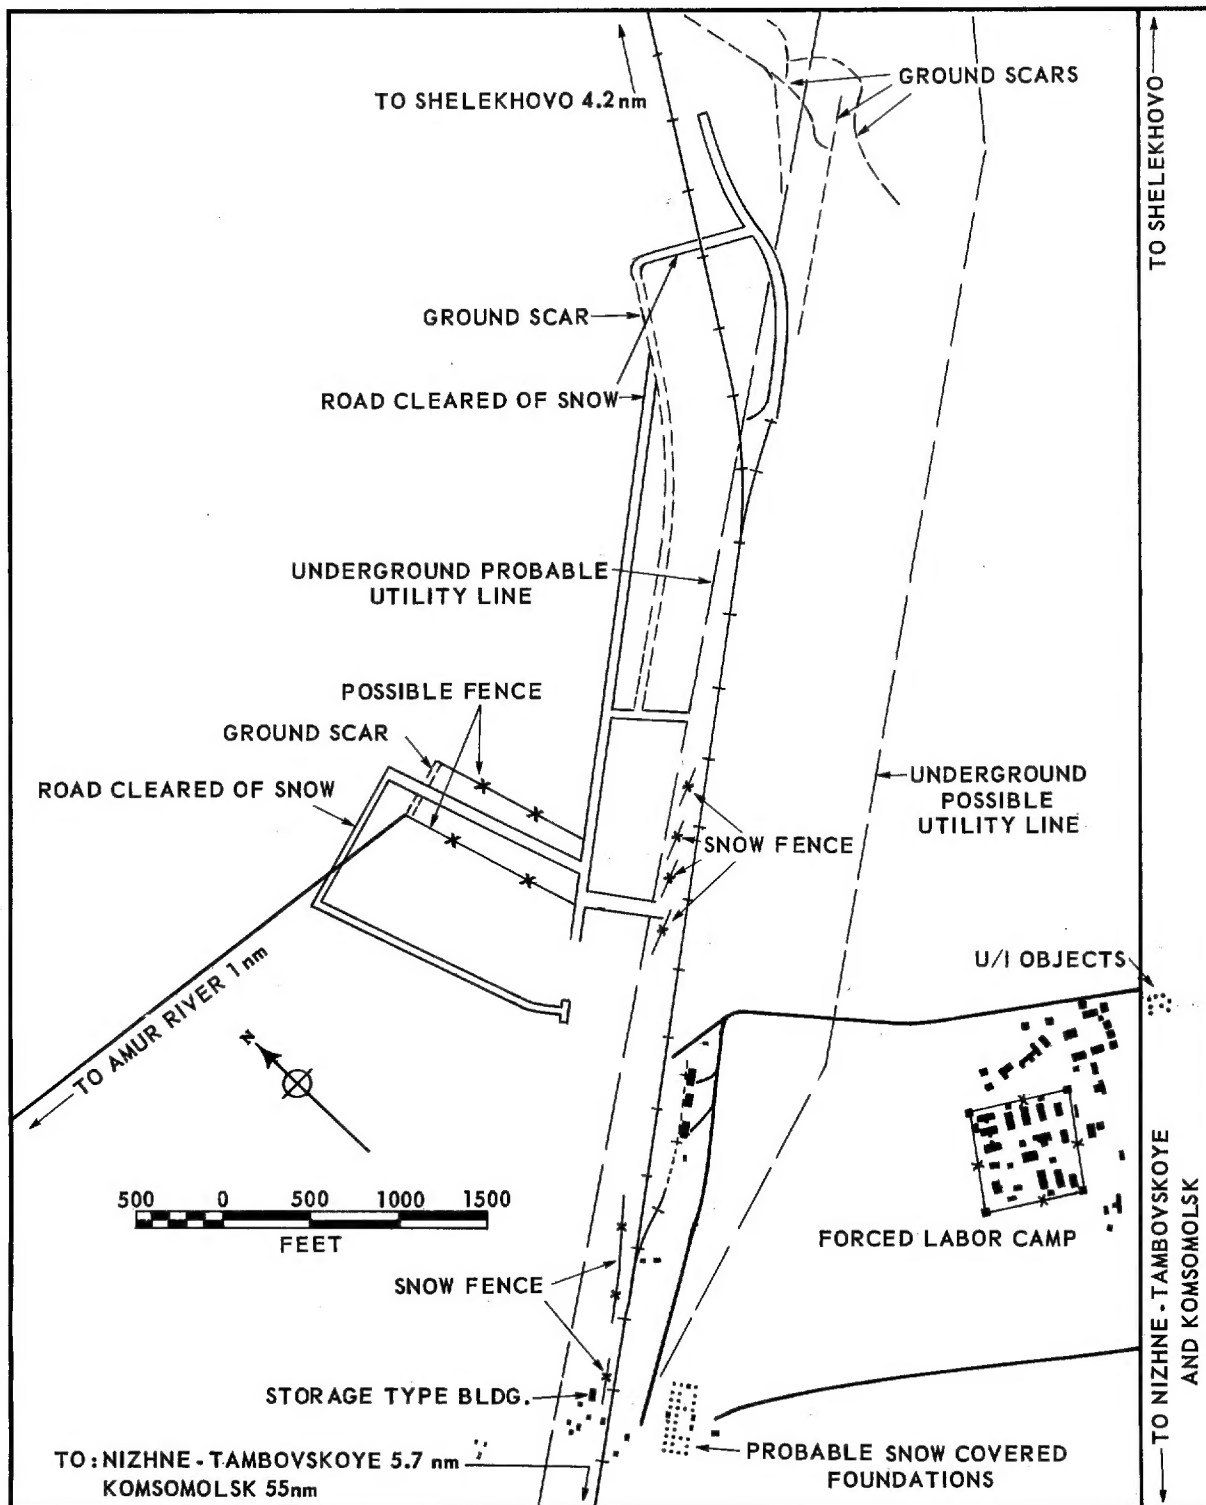 GROUND SCARS
TO SHELEKHOVO 4.2nm
TO SHELEKHOVO
GROUND SCAR
ROAD CLEARED OF SNOW
UNDERGROUND PROBABLE
UTILITY LINE
POSSIBLE FENCE
GROUND SCAR
ROAD CLEARED OF SNOW
UNDERGROUND
POSSIBLE
UTILITY LINE
SNOW FENCE
U/I OBJECTS
TO AMUR RIVER 1 nm
N
500 0 500 1000 1500
FEET
FORCED LABOR CAMP
SNOW FENCE
TO NIZHNE-TAMBOVSKOYE
AND KOMSOMOLSK
STORAGE TYPE BLDG.
PROBABLE SNOW COVERED
FOUNDATIONS
TO: NIZHNE-TAMBOVSKOYE 5.7 nm
KOMSOMOLSK 55nm